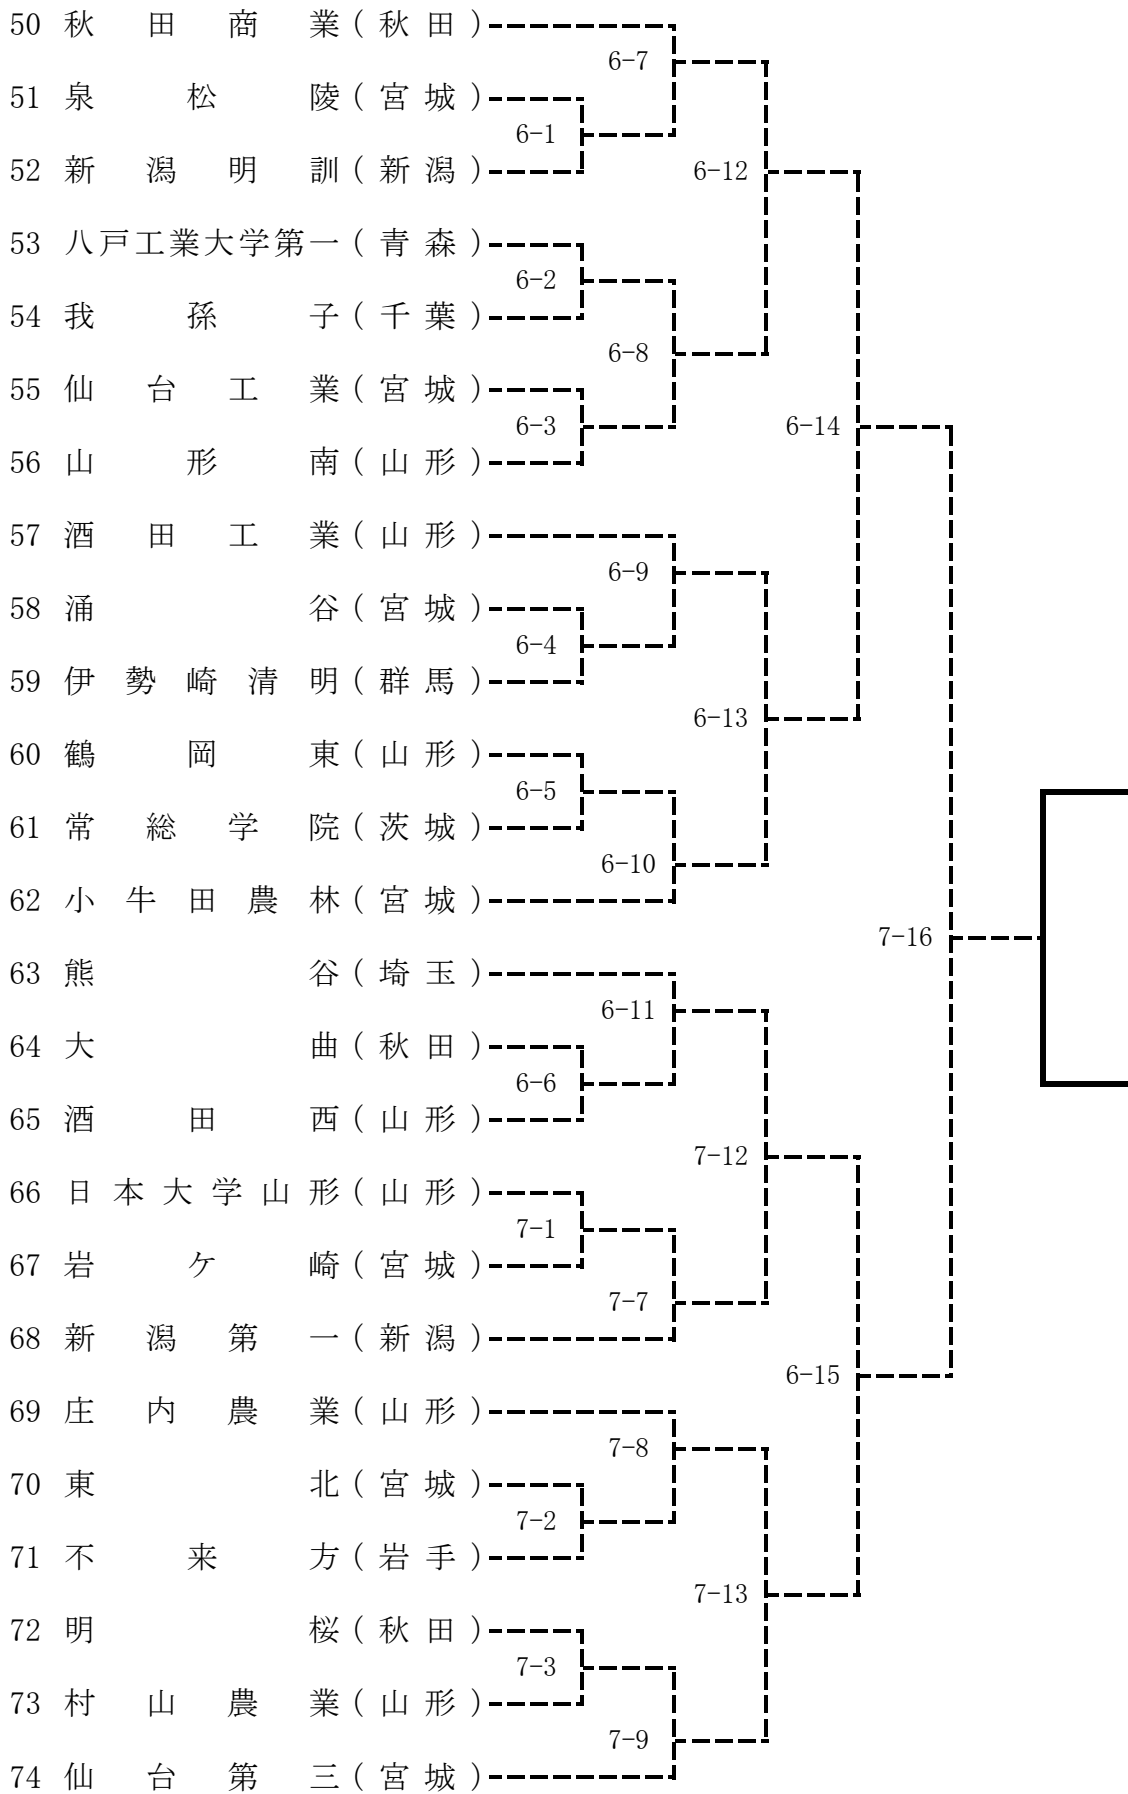 50 秋田商業(秋田)
6-7
51 泉松陵(宮城)
6-1
52 新潟明訓(新潟)
6-12
53 八戸工業大学第一(青森)
6-2
54 我孫子(千葉)
6-8
55 仙台工業(宮城)
6-3
6-14
56 山形南(山形)
57 酒田工業(山形)
6-9
58 涌谷(宮城)
6-4
59 伊勢崎清明(群馬)
6-13
60 鶴岡東(山形)
6-5
61 常総学院(茨城)
6-10
62 小牛田農林(宮城)
7-16
63 熊谷(埼玉)
6-11
64 大曲(秋田)
6-6
65 酒田西(山形)
7-12
66 日本大学山形(山形)
7-1
67 岩ケ崎(宮城)
7-7
68 新潟第一(新潟)
6-15
69 庄内農業(山形)
7-8
70 東北(宮城)
7-2
71 不来方(岩手)
7-13
72 明桜(秋田)
7-3
73 村山農業(山形)
7-9
74 仙台第三(宮城)